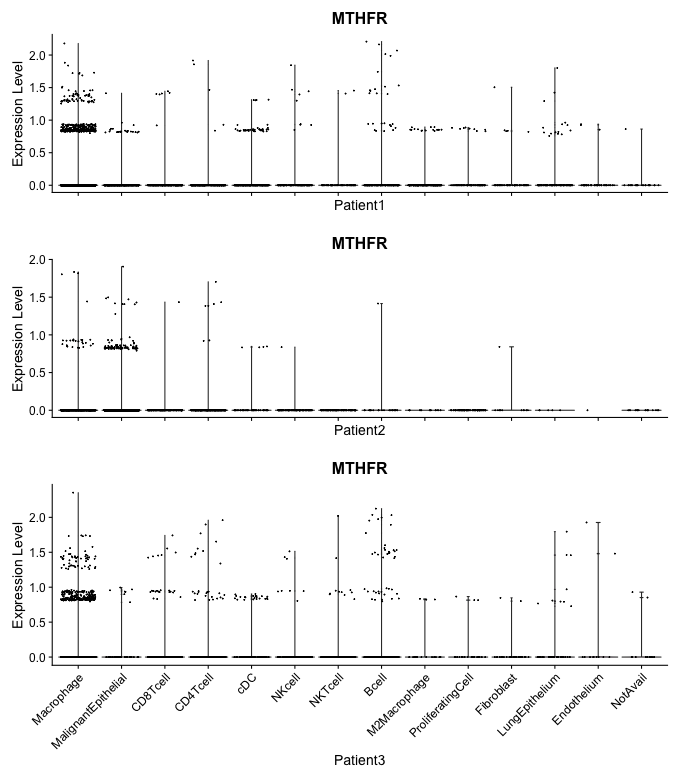 MTHFR
Expression Level
2.0
1.5
1.0
0.5
0.0
Patient1
MTHFR
Expression Level
2.0
1.5
1.0
0.5
0.0
Patient2
MTHFR
Expression Level
2.0
1.5
1.0
0.5
0.0
Macrophage
MalignantEpithelial
CD8Tcell
CD4Tcell
cDC
NKcell
NKTcell
Bcell
M2Macrophage
ProliferatingCell
Fibroblast
LungEpithelium
Endothelium
NotAvail
Patient3